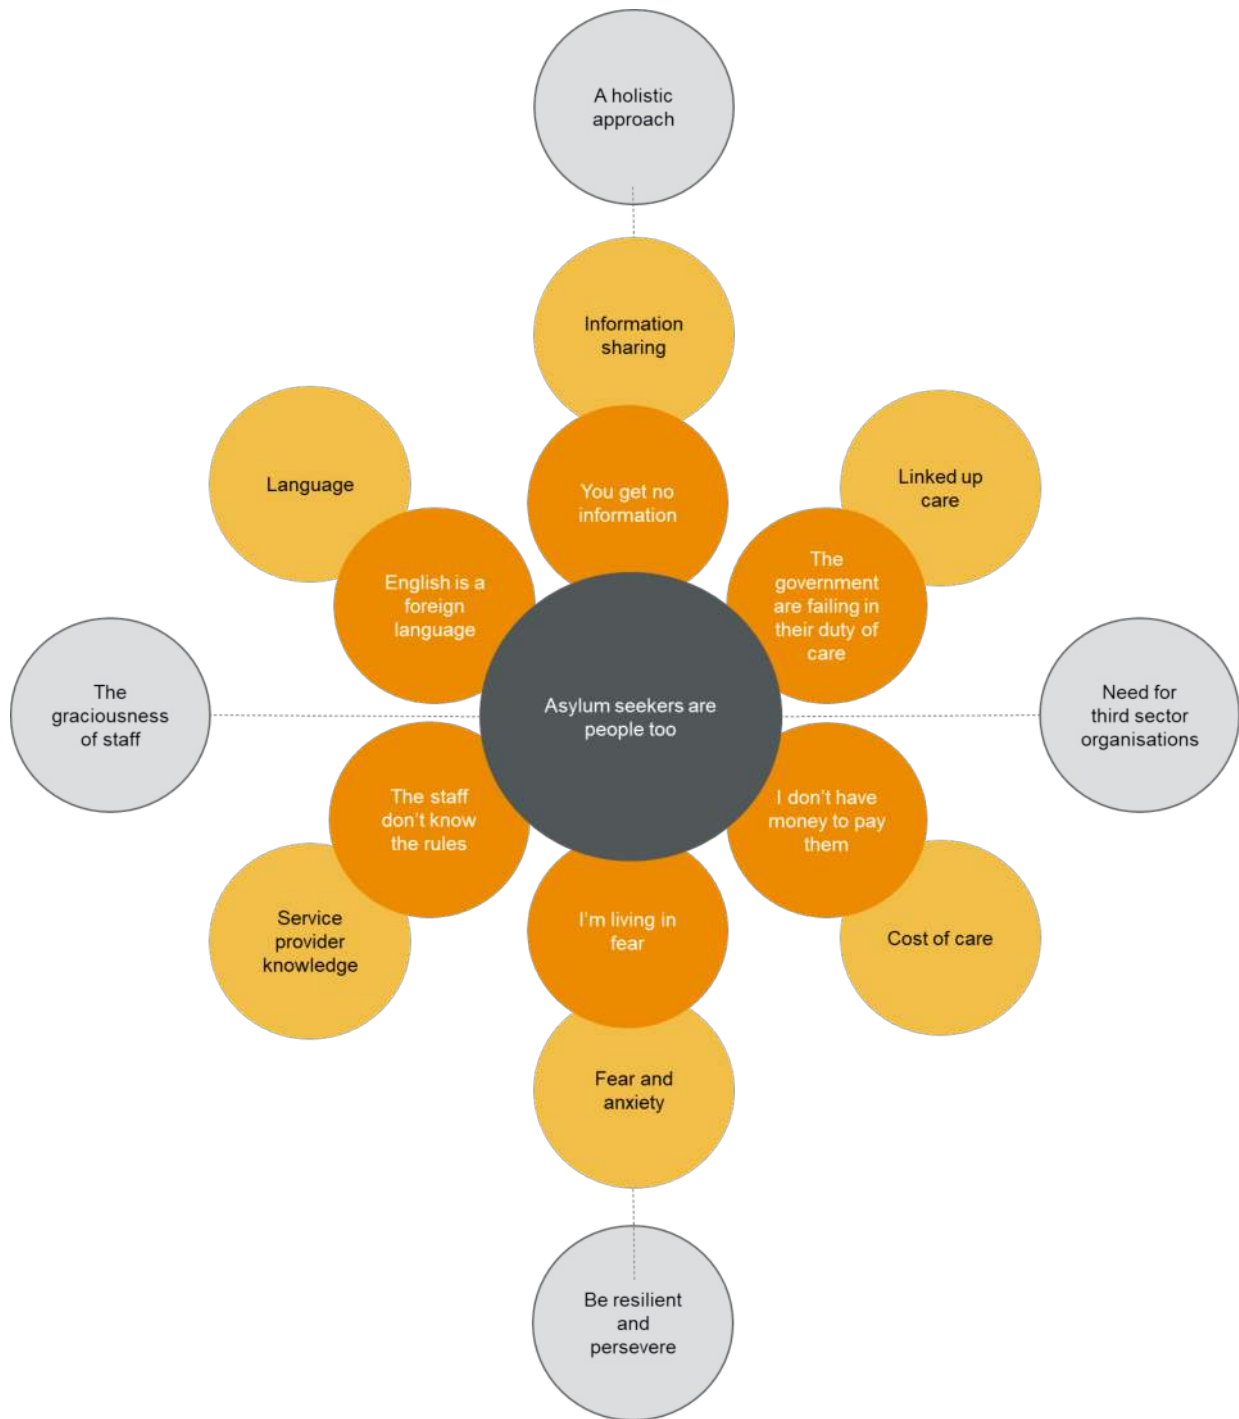 A holistic
approach
Information
sharing
Language
Linked up
care
You get no
information
English is a
foreign
language
The
government
are failing in
their duty of
care
The
graciousness
of staff
Asylum seekers are
people too
Need for
third sector
organisations
The staff
don’t know
the rules
I don’t have
money to pay
them
Service
provider
knowledge
I’m living in
fear
Cost of care
Fear and
anxiety
Be resilient
and
persevere